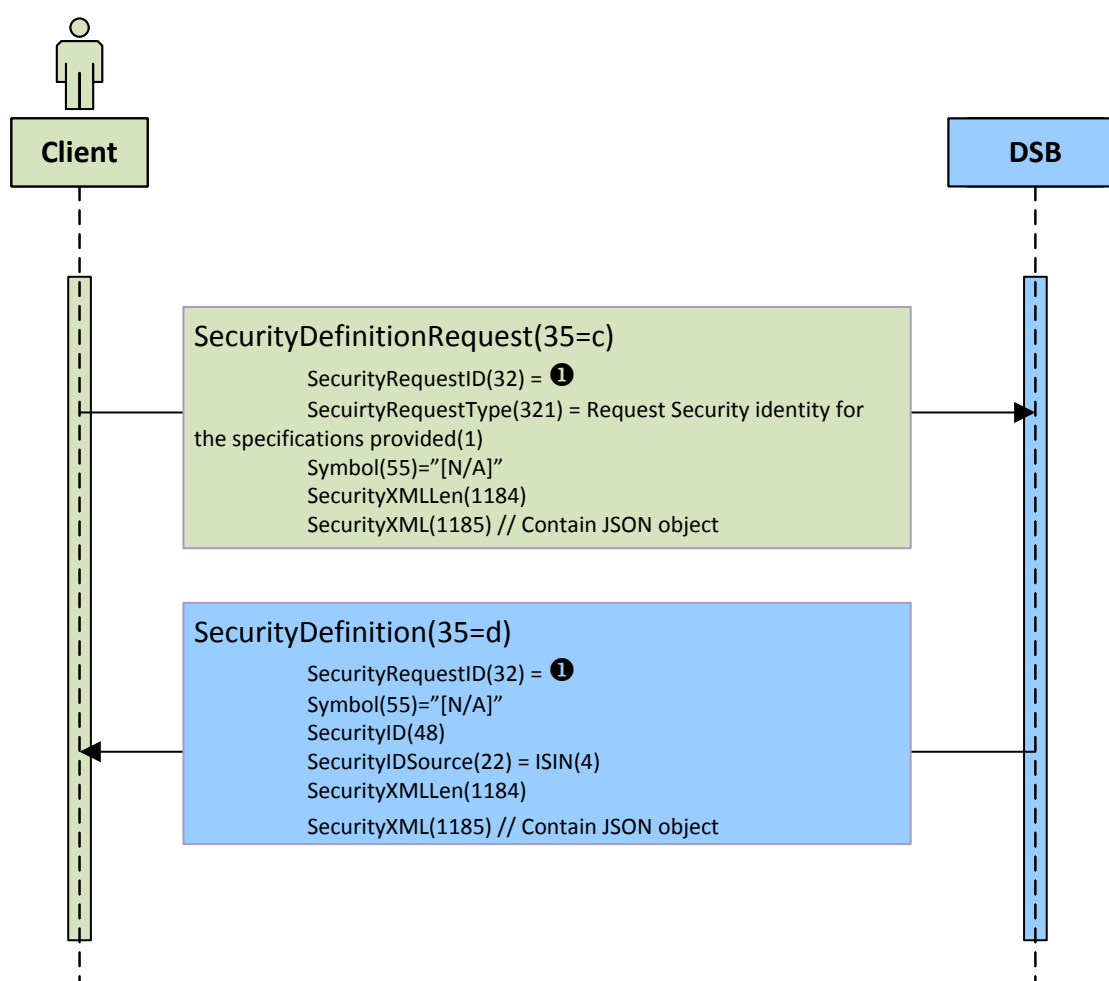 Client
DSB
SecurityDefinitionRequest(35=c)
SecurityRequestID(32) = ❶
SecuirtyRequestType(321) = Request Security identity for
the specifications provided(1)
Symbol(55)=”[N/A]”
SecurityXMLLen(1184)
SecurityXML(1185) // Contain JSON object
SecurityDefinition(35=d)
SecurityRequestID(32) = ❶
Symbol(55)=”[N/A]”
SecurityID(48)
SecurityIDSource(22) = ISIN(4)
SecurityXMLLen(1184)
SecurityXML(1185) // Contain JSON object